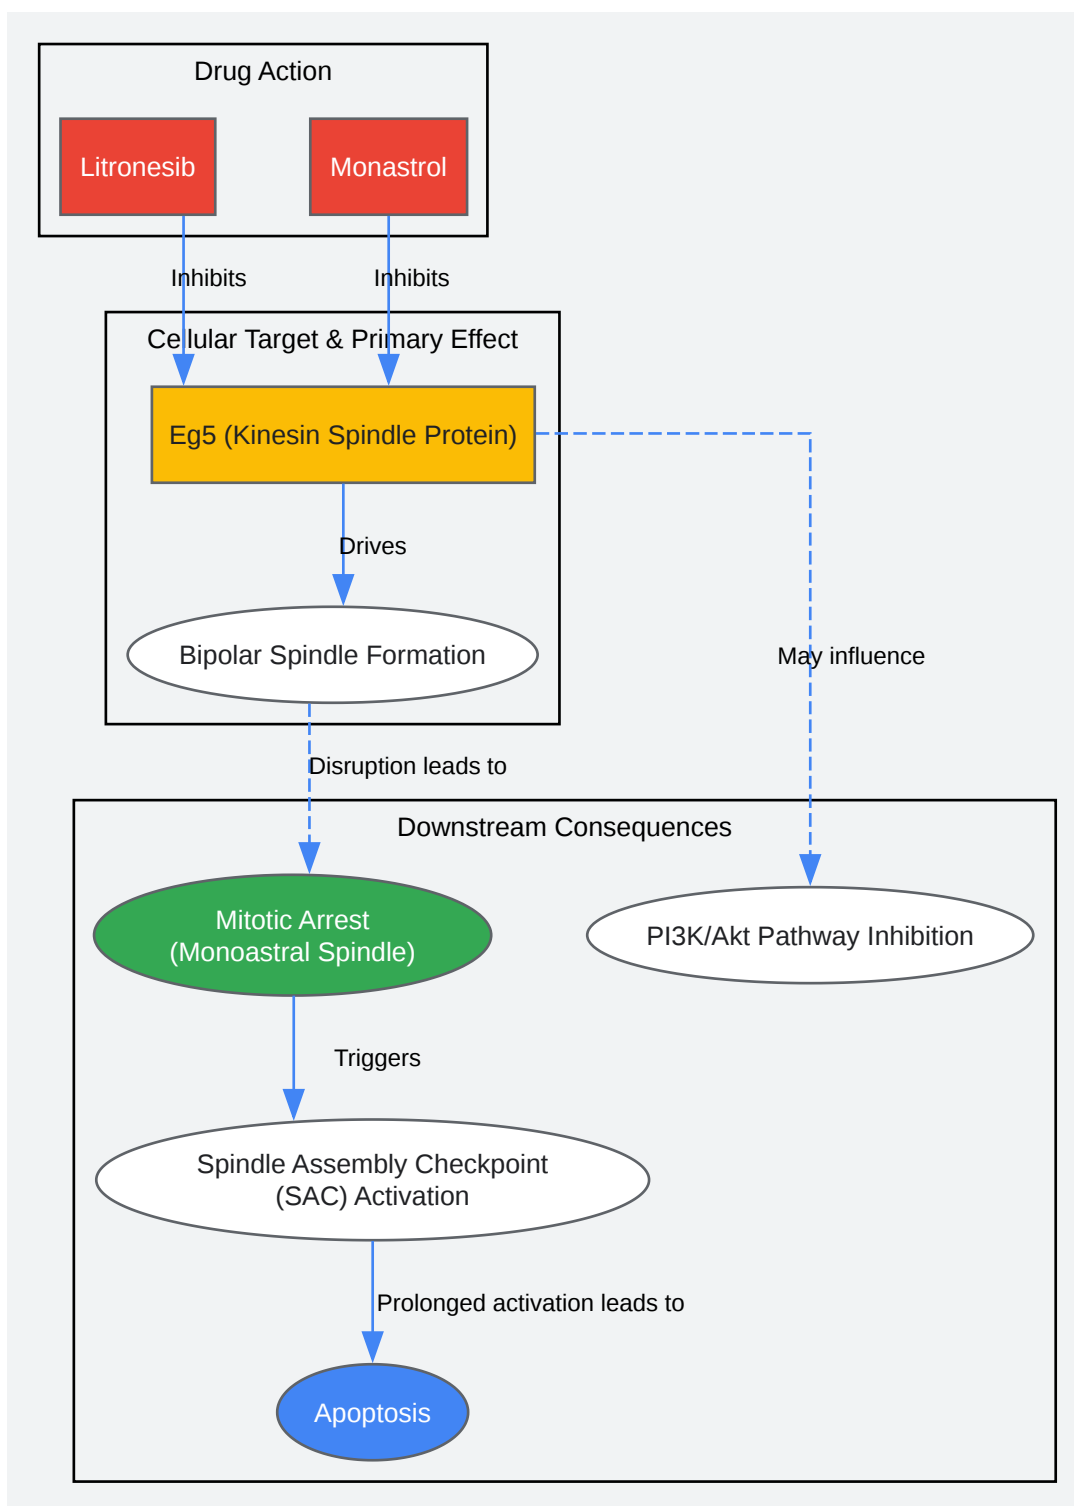 Drug Action
Litronesib
Monastrol
Inhibits
Inhibits
Cellular Target & Primary Effect
Eg5 (Kinesin Spindle Protein)
Drives
Bipolar Spindle Formation
May influence
Disruption leads to
Downstream Consequences
Mitotic Arrest
(Monoastral Spindle)
PI3K/Akt Pathway Inhibition
Triggers
Spindle Assembly Checkpoint
(SAC) Activation
Prolonged activation leads to
Apoptosis